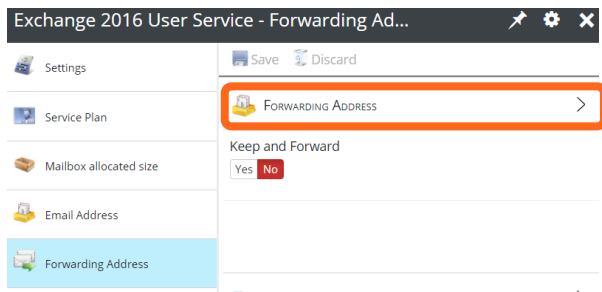 Exchange 2016 User Service - Forwarding Ad...
Settings
Service Plan
Mailbox allocated size
Email Address
Forwarding Address
Save Discard
Forwarding Address
Keep and Forward
Yes No